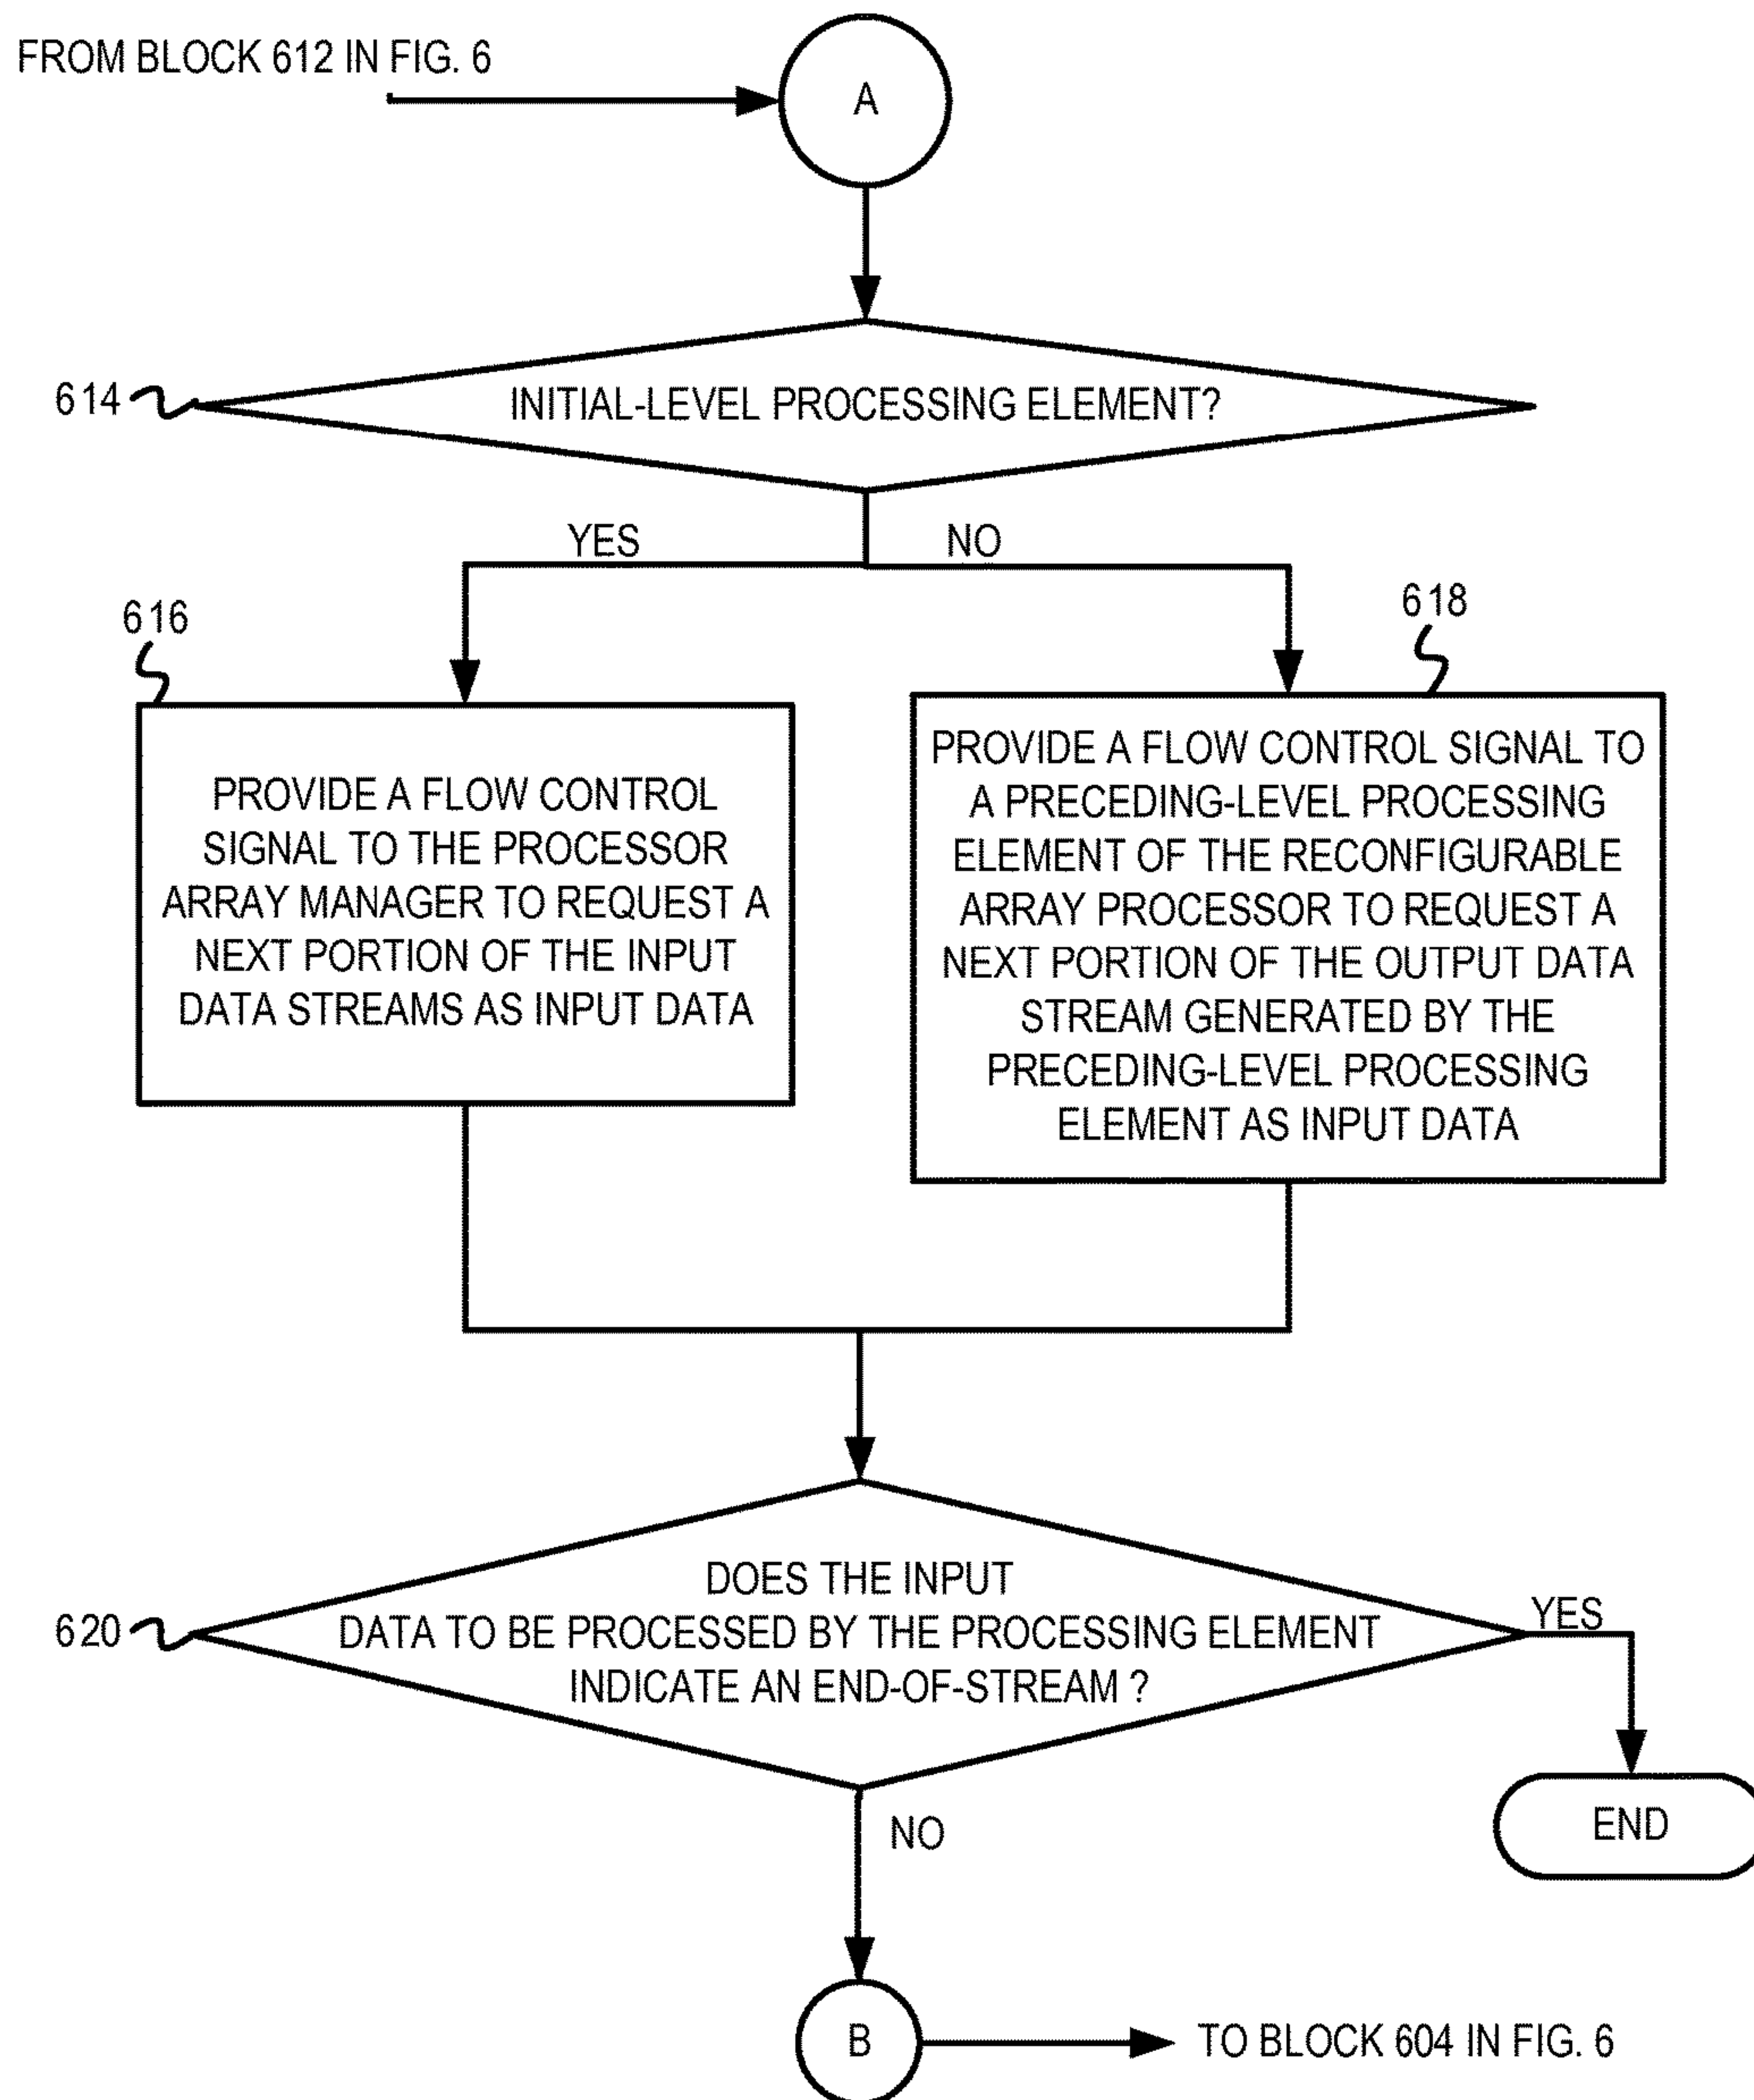 FROM BLOCK 612 IN FIG. 6
A
614
INITIAL-LEVEL PROCESSING ELEMENT?
YES
NO
616
618
PROVIDE A FLOW CONTROL
SIGNAL TO THE PROCESSOR
ARRAY MANAGER TO REQUEST A
NEXT PORTION OF THE INPUT
DATA STREAMS AS INPUT DATA
PROVIDE A FLOW CONTROL SIGNAL TO
A PRECEDING-LEVEL PROCESSING
ELEMENT OF THE RECONFIGURABLE
ARRAY PROCESSOR TO REQUEST A
NEXT PORTION OF THE OUTPUT DATA
STREAM GENERATED BY THE
PRECEDING-LEVEL PROCESSING
ELEMENT AS INPUT DATA
620
DOES THE INPUT
DATA TO BE PROCESSED BY THE PROCESSING ELEMENT
INDICATE AN END-OF-STREAM ?
YES
END
NO
B
TO BLOCK 604 IN FIG. 6